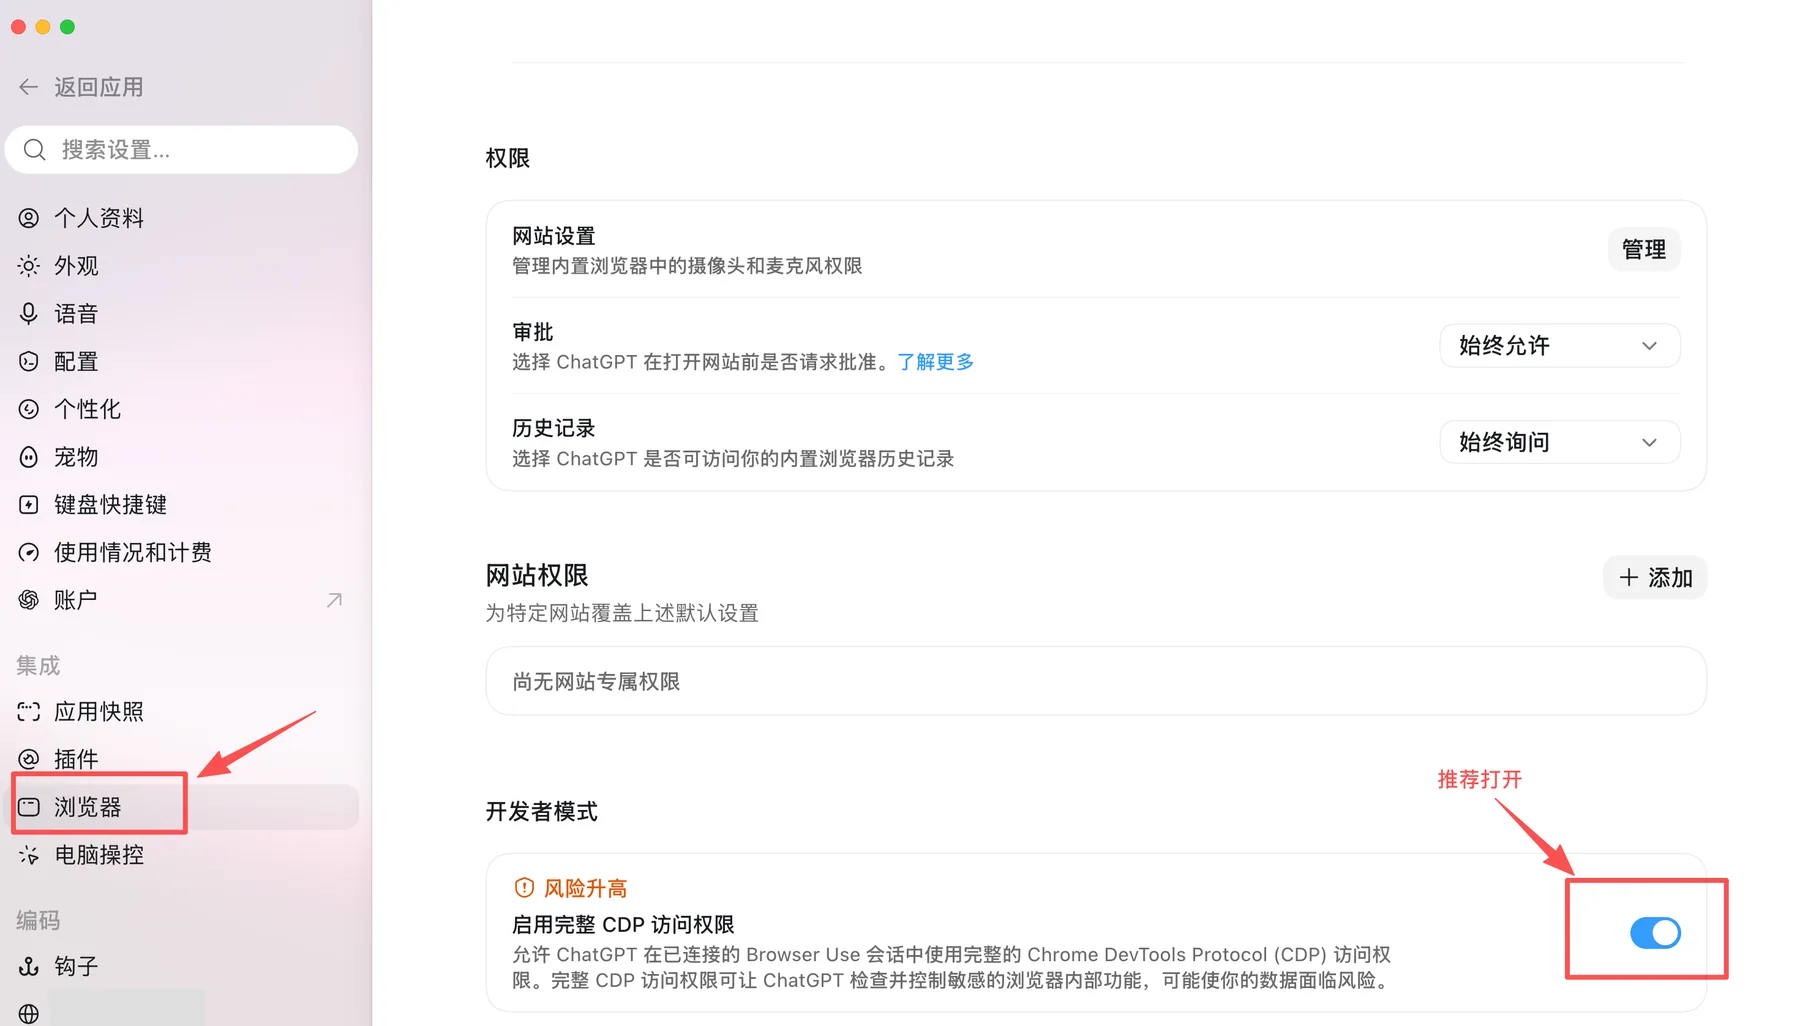 返回应用
搜索设置...
个人资料
外观
语音
配置
个性化
宠物
键盘快捷键
使用情况和计费
账户
集成
应用快照
插件
浏览器
电脑操控
编码
钩子
权限
网站设置
管理内置浏览器中的摄像头和麦克风权限
管理
审批
选择 ChatGPT 在打开网站前是否请求批准。了解更多
始终允许
历史记录
选择 ChatGPT 是否可访问你的内置浏览器历史记录
始终询问
网站权限
为特定网站覆盖上述默认设置
添加
尚无网站专属权限
推荐打开
开发者模式
风险升高
启用完整 CDP 访问权限
允许 ChatGPT 在已连接的 Browser Use 会话中使用完整的 Chrome DevTools Protocol (CDP) 访问权
限。完整 CDP 访问权限可让 ChatGPT 检查并控制敏感的浏览器内部功能，可能使你的数据面临风险。